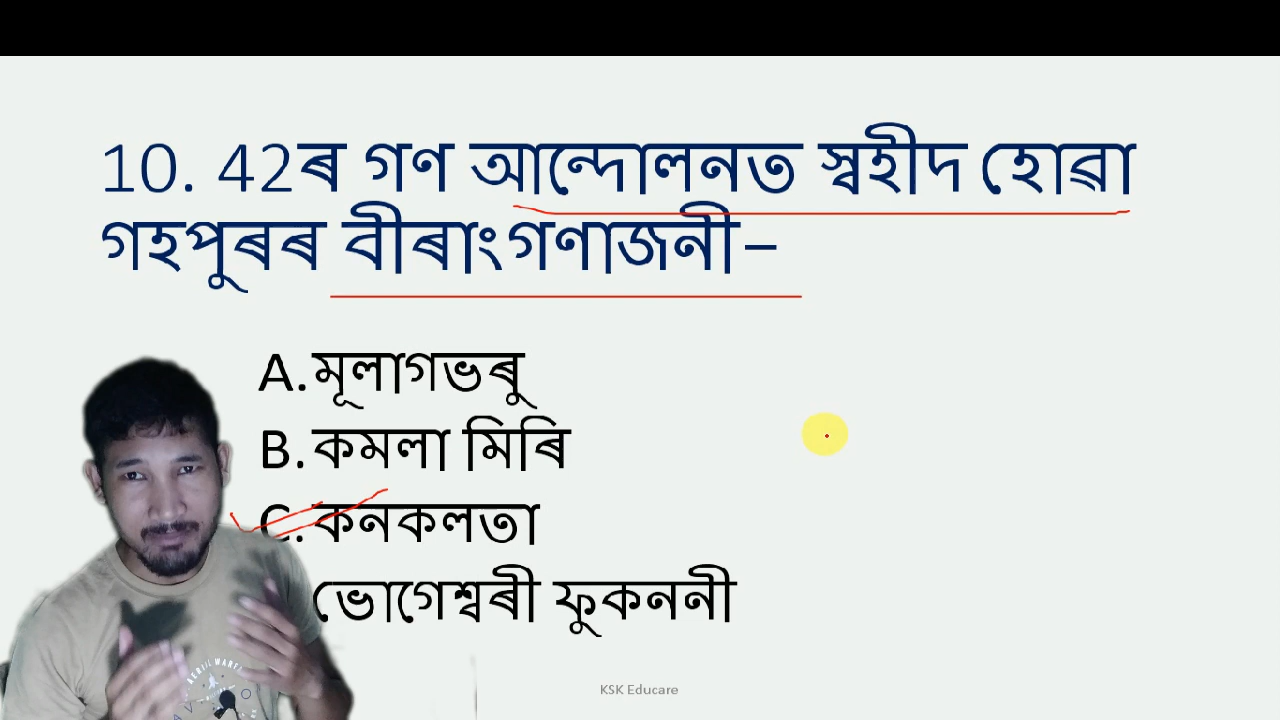 10. 42ৰ গণ আন্দোলনত স্বহীদ হোৱা
গহপুৰৰ বীৰাংগণাজনী–
A. মূলাগভৰু
B. কমলা মিৰি
C. কনকলতা
ভোগেশ্বৰী ফুকননী
KSK Educare